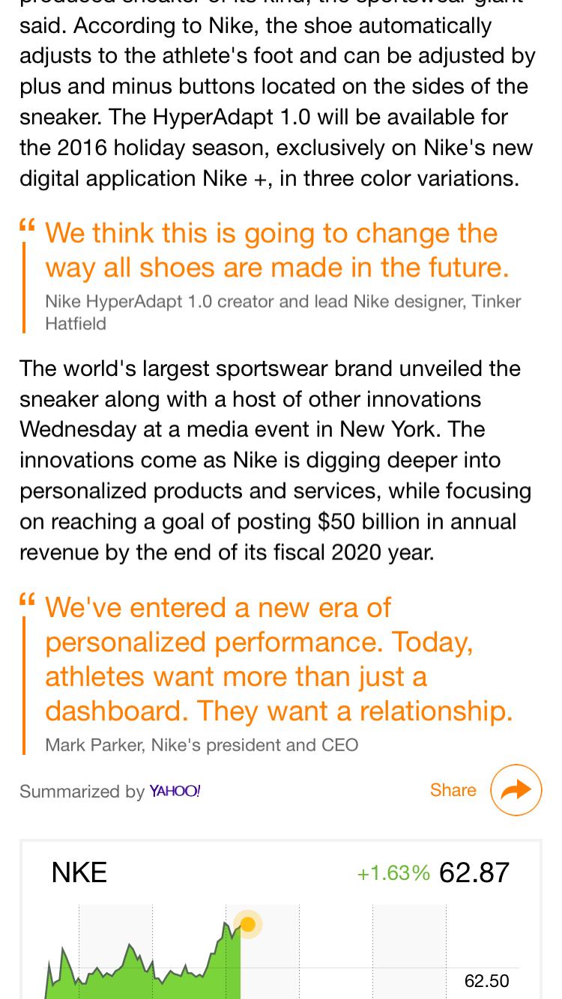 said. According to Nike, the shoe automatically
adjusts to the athlete's foot and can be adjusted by
plus and minus buttons located on the sides of the
sneaker. The HyperAdapt 1.0 will be available for
the 2016 holiday season, exclusively on Nike's new
digital application Nike +, in three color variations.
“ We think this is going to change the
way all shoes are made in the future.
Nike HyperAdapt 1.0 creator and lead Nike designer, Tinker
Hatfield
The world's largest sportswear brand unveiled the
sneaker along with a host of other innovations
Wednesday at a media event in New York. The
innovations come as Nike is digging deeper into
personalized products and services, while focusing
on reaching a goal of posting $50 billion in annual
revenue by the end of its fiscal 2020 year.
“ We've entered a new era of
personalized performance. Today,
athletes want more than just a
dashboard. They want a relationship.
Mark Parker, Nike's president and CEO
Summarized by YAHOO! Share
NKE +1.63% 62.87
62.50